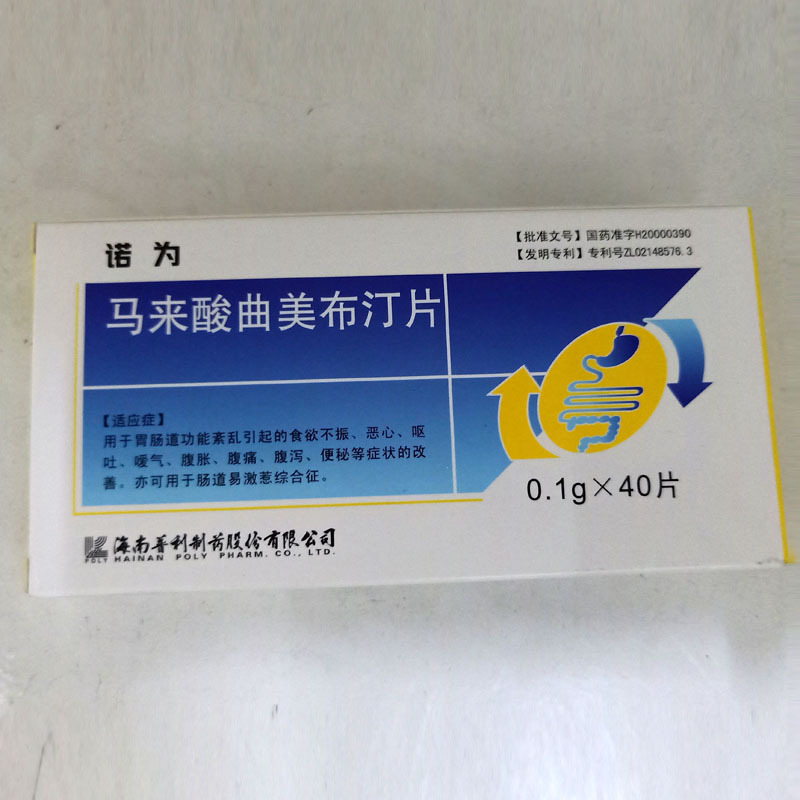 诺为
【批准文号】国药准字H20000390
【发明专利】专利号ZL02148576.3
马来酸曲美布汀片
【适应症】
用于胃肠道功能紊乱引起的食欲不振、恶心、呕
吐、嗳气、腹胀、腹痛、腹泻、便秘等症状的改
善。亦可用于肠道易激惹综合征。
0.1g×40片
海南普利制药股份有限公司
POLY HAINAN POLY PHARM. CO., LTD.